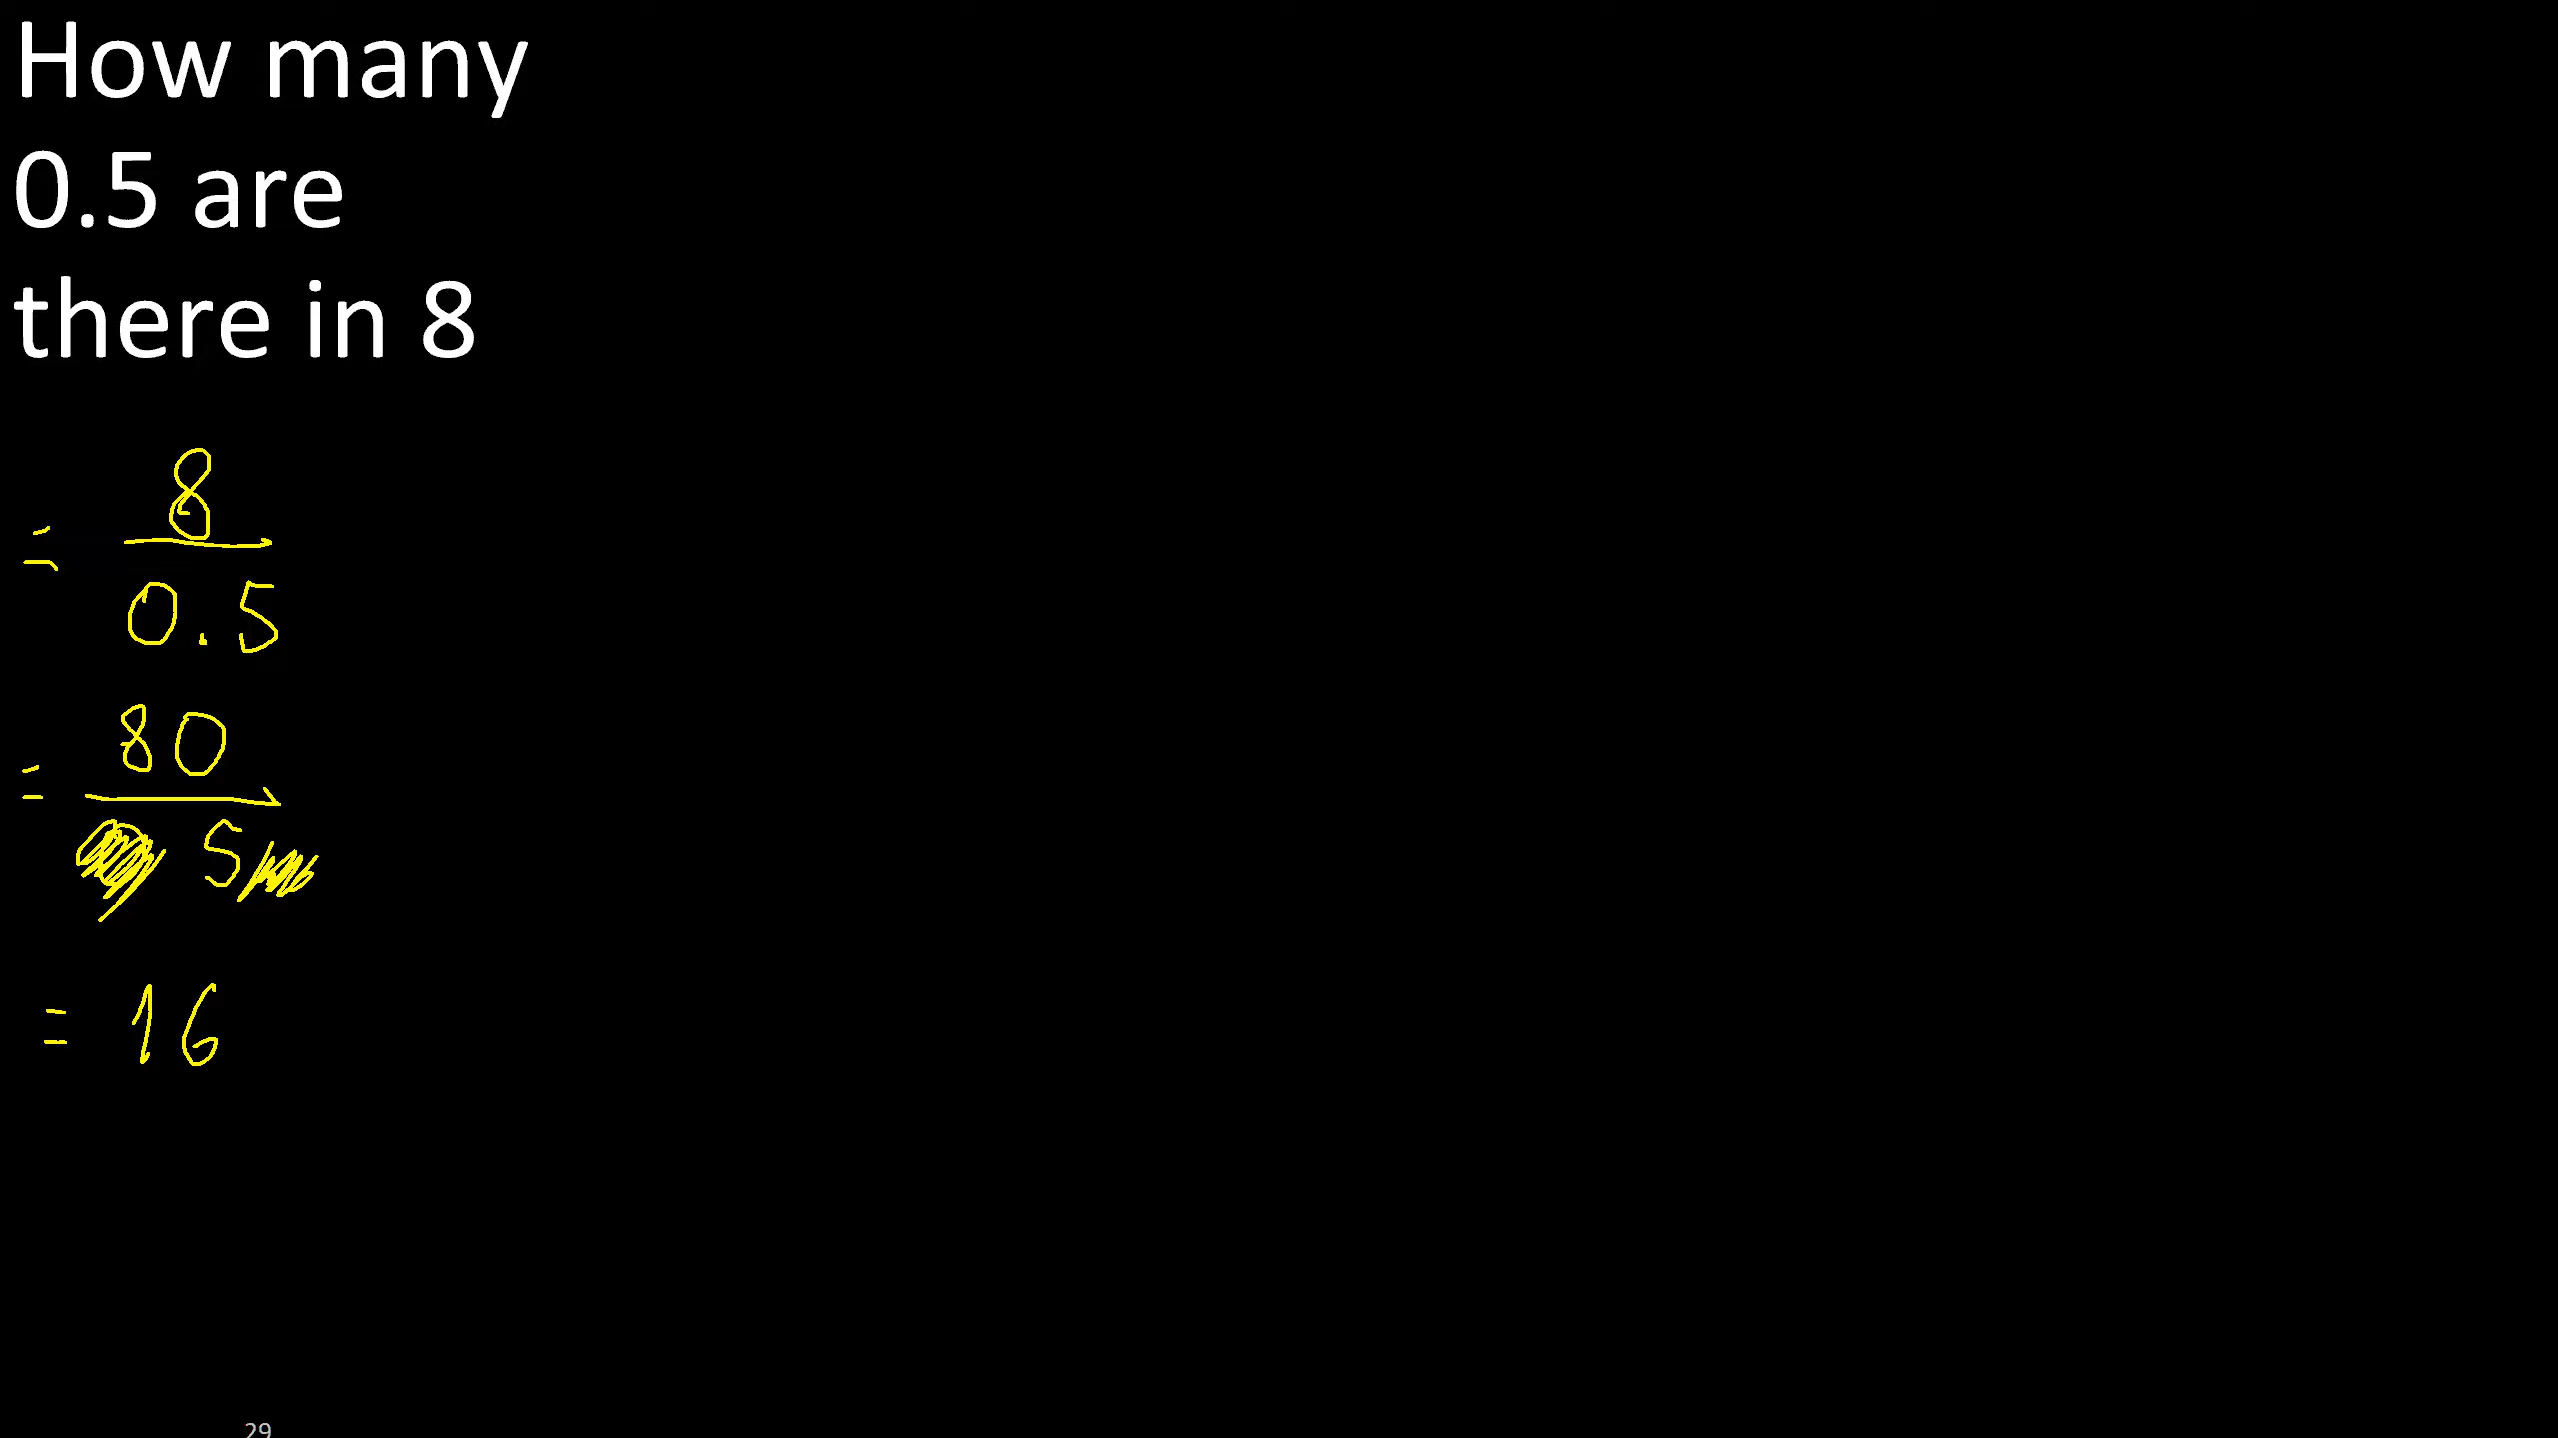 How many
0.5 are
there in 8
= 8
0.5
= 80
5
= 16
29